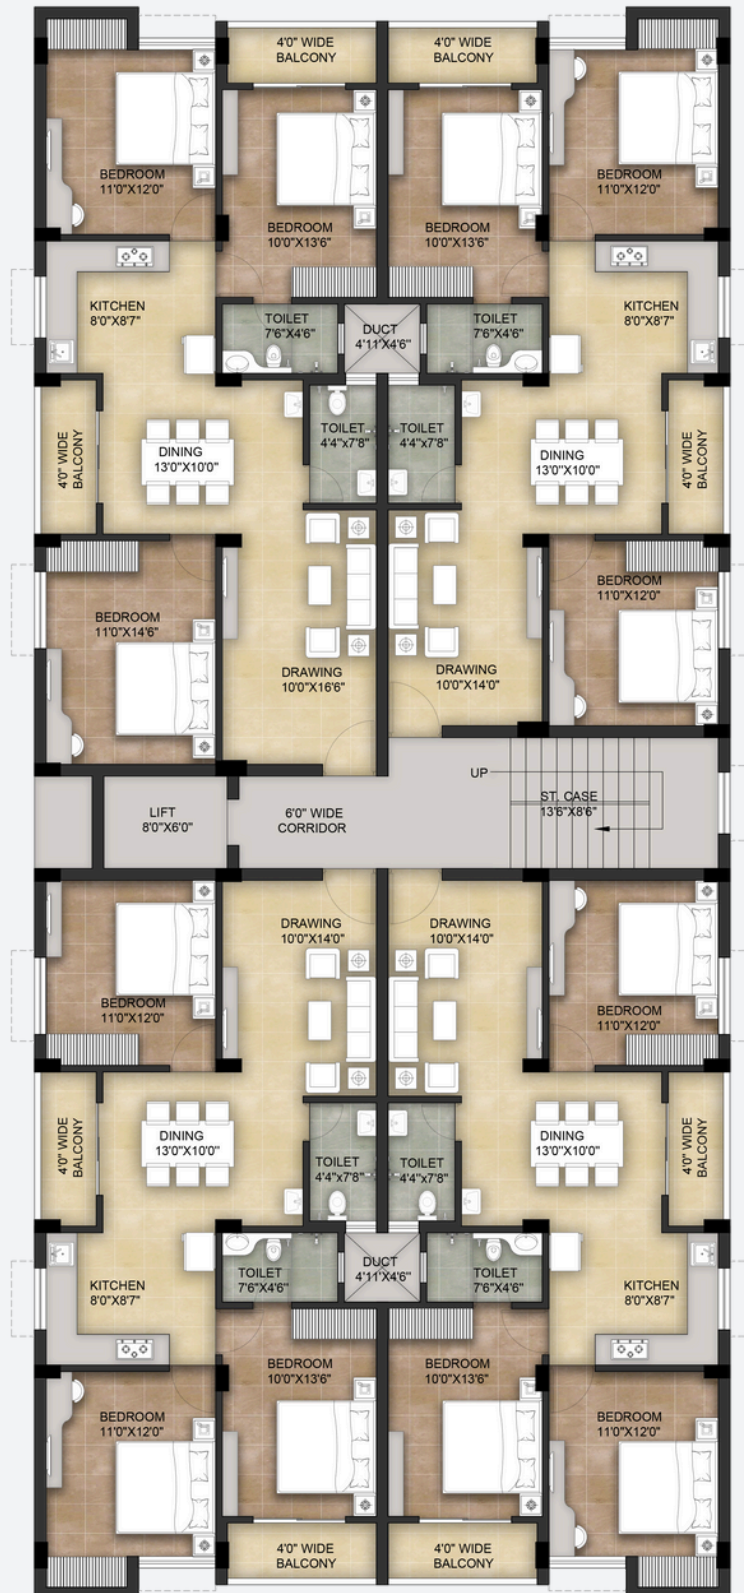 4'0" WIDE
BALCONY
4'0" WIDE
BALCONY
BEDROOM
11'0"X12'0"
BEDROOM
10'0"X13'6"
BEDROOM
10'0"X13'6"
BEDROOM
11'0"X12'0"
KITCHEN
8'0"X8'7"
TOILET
7'6"X4'6"
DUCT
4'11"X4'6"
TOILET
7'6"X4'6"
KITCHEN
8'0"X8'7"
4'0" WIDE
BALCONY
DINING
13'0"X10'0"
TOILET
4'4"x7'8"
TOILET
4'4"x7'8"
DINING
13'0"X10'0"
4'0" WIDE
BALCONY
BEDROOM
11'0"X14'6"
DRAWING
10'0"X16'6"
DRAWING
10'0"X14'0"
BEDROOM
11'0"X12'0"
LIFT
8'0"X6'0"
6'0" WIDE
CORRIDOR
UP
ST. CASE
13'6"X8'6"
BEDROOM
11'0"X12'0"
DRAWING
10'0"X14'0"
DRAWING
10'0"X14'0"
BEDROOM
11'0"X12'0"
4'0" WIDE
BALCONY
DINING
13'0"X10'0"
TOILET
4'4"x7'8"
TOILET
4'4"x7'8"
DINING
13'0"X10'0"
4'0" WIDE
BALCONY
KITCHEN
8'0"X8'7"
TOILET
7'6"X4'6"
DUCT
4'11"X4'6"
TOILET
7'6"X4'6"
KITCHEN
8'0"X8'7"
BEDROOM
11'0"X12'0"
BEDROOM
10'0"X13'6"
BEDROOM
10'0"X13'6"
BEDROOM
11'0"X12'0"
4'0" WIDE
BALCONY
4'0" WIDE
BALCONY